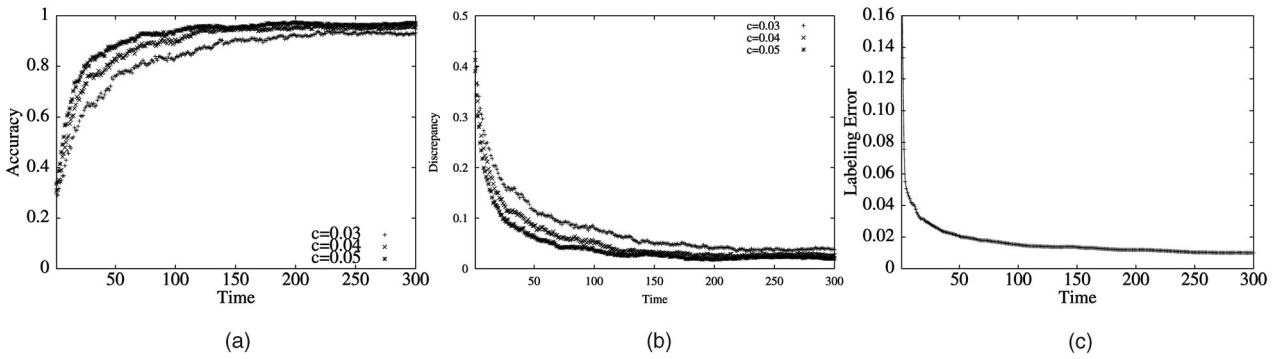 1
0.8
0.6
0.4
0.2
0
Accuracy
50 100 150 200 250 300
Time
c=0.03
c=0.04
c=0.05
(a)
0.5
0.4
0.3
0.2
0.1
0
Discrepancy
50 100 150 200 250 300
Time
c=0.03
c=0.04
c=0.05
(b)
0.16
0.14
0.12
0.10
0.08
0.06
0.04
0.02
0.00
Labeling Error
50 100 150 200 250 300
Time
(c)